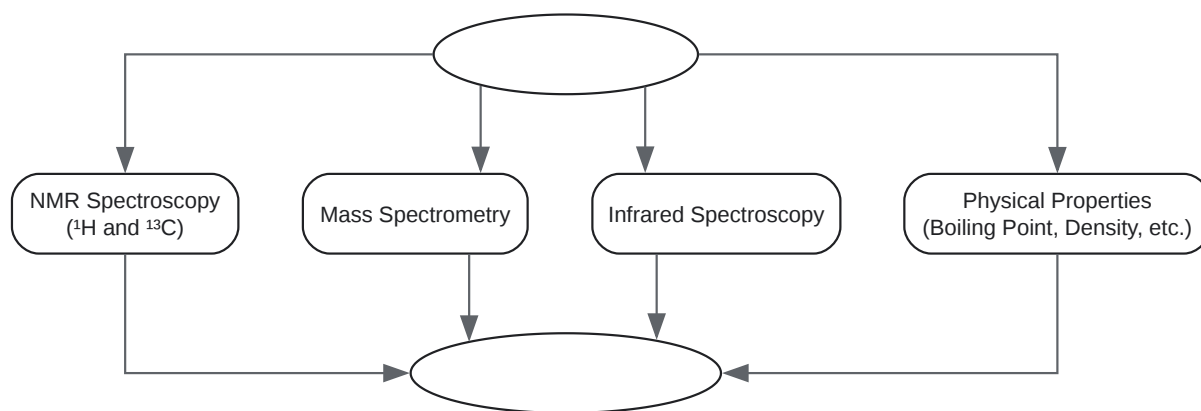 NMR Spectroscopy
(¹H and ¹³C)
Mass Spectrometry
Infrared Spectroscopy
Physical Properties
(Boiling Point, Density, etc.)